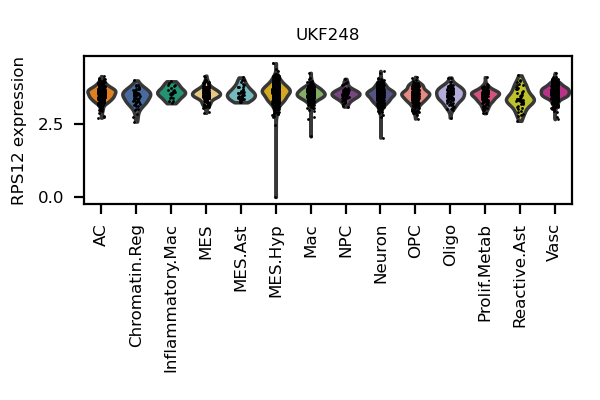 UKF248
RPS12 expression
2.5
0.0
AC
Chromatin.Reg
Inflammatory.Mac
MES
MES.Ast
MES.Hyp
Mac
NPC
Neuron
OPC
Oligo
Prolif.Metab
Reactive.Ast
Vasc